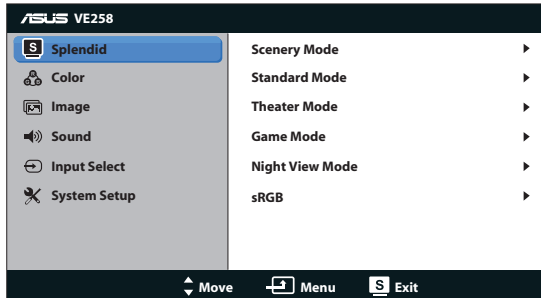 ASUS VE258
S Splendid
Color
Image
Sound
Input Select
System Setup
Scenery Mode
Standard Mode
Theater Mode
Game Mode
Night View Mode
sRGB
Move Menu S Exit